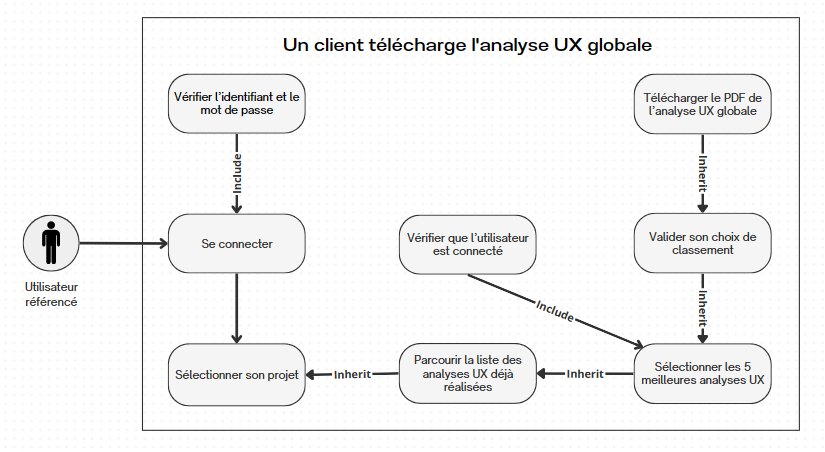 Un client télécharge l'analyse UX globale
Vérifier l'identifiant et le
mot de passe
Télécharger le PDF de
l'analyse UX globale
Include
Inherit
Utilisateur
référencé
Se connecter
Vérifier que l'utilisateur
est connecté
Valider son choix de
classement
Include
Inherit
Sélectionner son projet
Inherit
Parcourir la liste des
analyses UX déjà
réalisées
Inherit
Sélectionner les 5
meilleures analyses UX